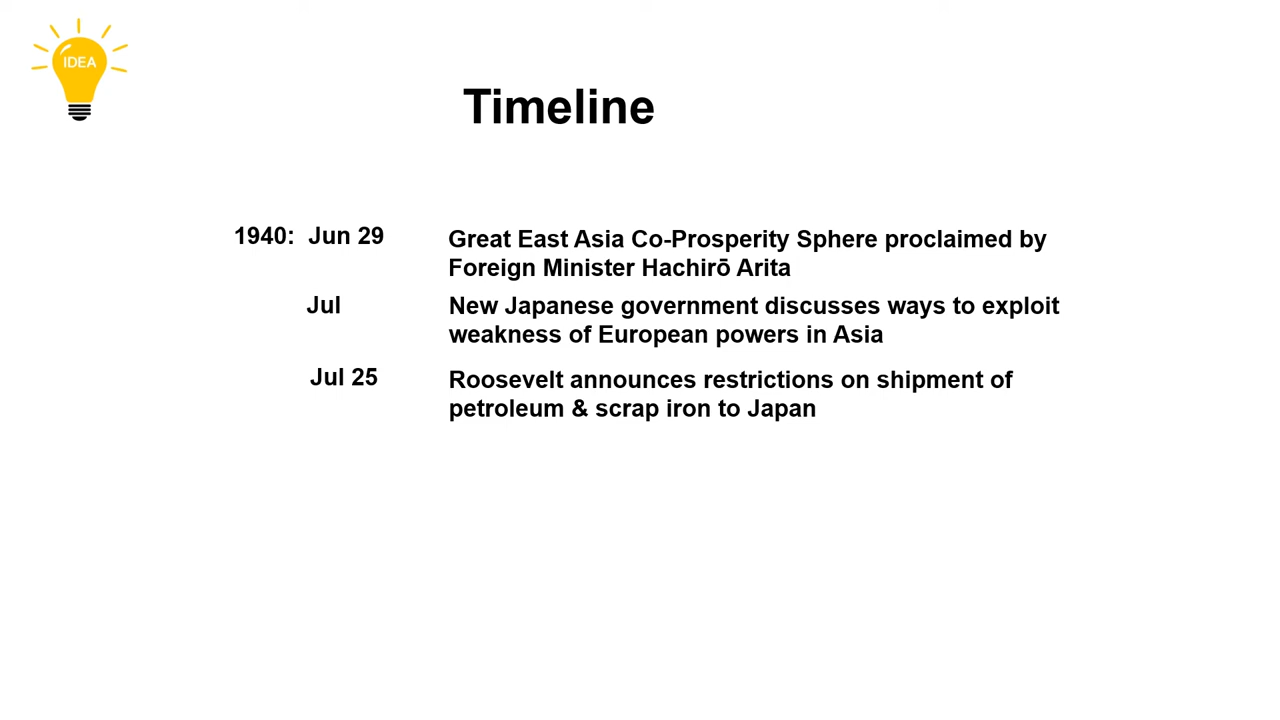 IDEA
Timeline
1940: Jun 29
Great East Asia Co-Prosperity Sphere proclaimed by
Foreign Minister Hachirō Arita
Jul
New Japanese government discusses ways to exploit
weakness of European powers in Asia
Jul 25
Roosevelt announces restrictions on shipment of
petroleum & scrap iron to Japan